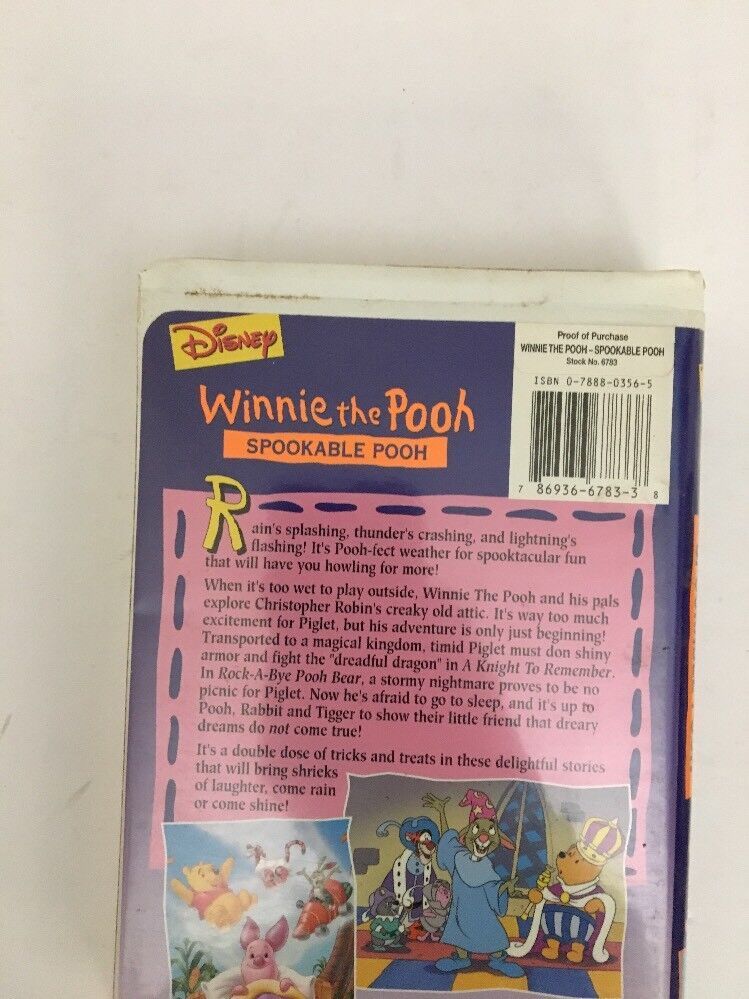 Disney
Proof of Purchase
WINNIE THE POOH – SPOOKABLE POOH
Stock No. 6783
ISBN 0-7888-0356-5
7 86936-6783-3 8
Winnie the Pooh
SPOOKABLE POOH
Rain's splashing, thunder's crashing, and lightning's
flashing! It's Pooh-fect weather for spooktacular fun
that will have you howling for more!
When it's too wet to play outside, Winnie The Pooh and his pals
explore Christopher Robin's creaky old attic. It's way too much
excitement for Piglet, but his adventure is only just beginning!
Transported to a magical kingdom, timid Piglet must don shiny
armor and fight the "dreadful dragon" in A Knight To Remember.
In Rock-A-Bye Pooh Bear, a stormy nightmare proves to be no
picnic for Piglet. Now he's afraid to go to sleep, and it's up to
Pooh, Rabbit and Tigger to show their little friend that dreary
dreams do not come true!
It's a double dose of tricks and treats in these delightful stories
that will bring shrieks
of laughter, come rain
or come shine!